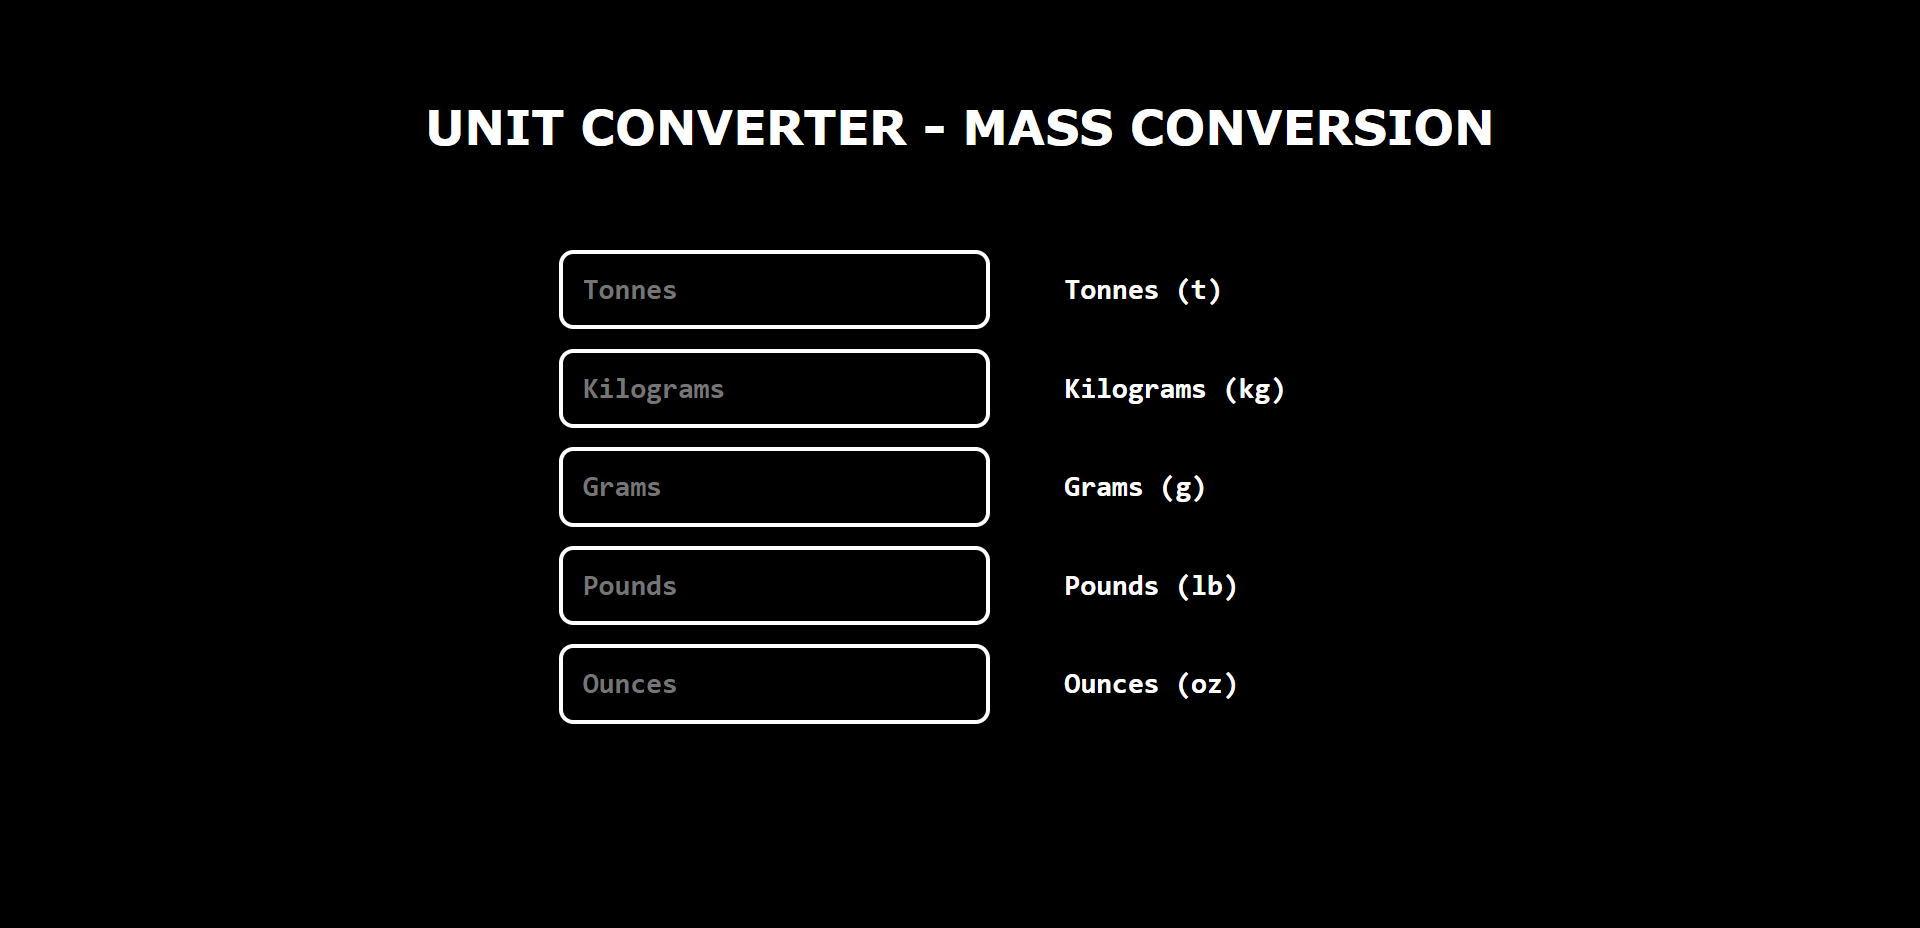 UNIT CONVERTER - MASS CONVERSION
Tonnes Tonnes (t)
Kilograms Kilograms (kg)
Grams Grams (g)
Pounds Pounds (lb)
Ounces Ounces (oz)